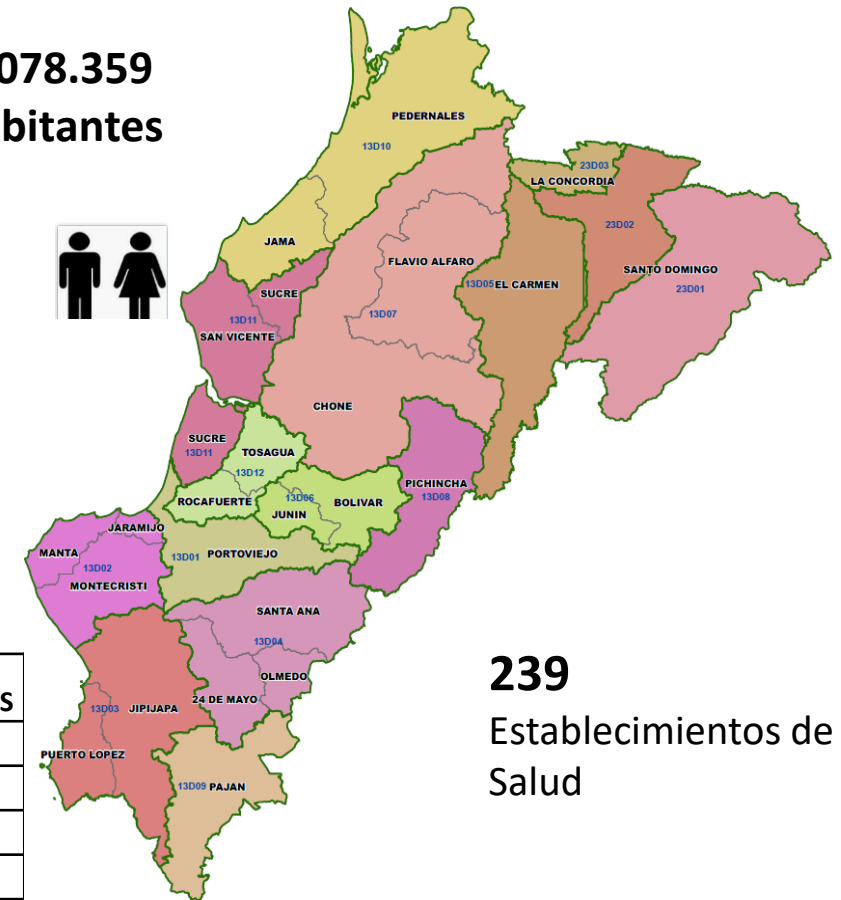 078.359
bitantes
PEDERNALES
13D10
23D03
LA CONCORDIA
23D02
JAMA
FLAVIO ALFARO
SANTO DOMINGO
13D05 EL CARMEN
23D01
SUCRE
13D11
13D07
SAN VICENTE
CHONE
SUCRE
13D11
TOSAGUA
13D12
PICHINCHA
13D08
ROCAFUERTE
13D06
BOLIVAR
JUNIN
JARAMIJO
MANTA
13D01 PORTOVIEJO
13D02
MONTECRISTI
SANTA ANA
13D04
OLMEDO
24 DE MAYO
13D03 JIPIJAPA
PUERTO LOPEZ
13D09 PAJAN
S
239
Establecimientos de
Salud